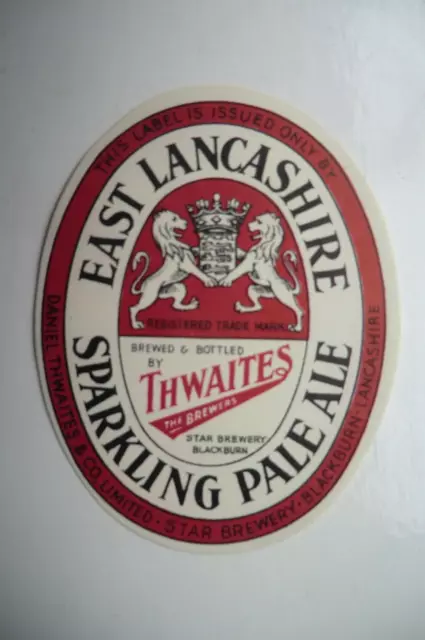 THIS LABEL IS ISSUED ONLY BY
EAST LANCASHIRE
REGISTERED TRADE MARK
BREWED & BOTTLED
BY
THWAITES
THE BREWERS
STAR BREWERY
BLACKBURN
SPARKLING PALE ALE
DANIEL THWAITES & CO. LIMITED · STAR BREWERY · BLACKBURN · LANCASHIRE